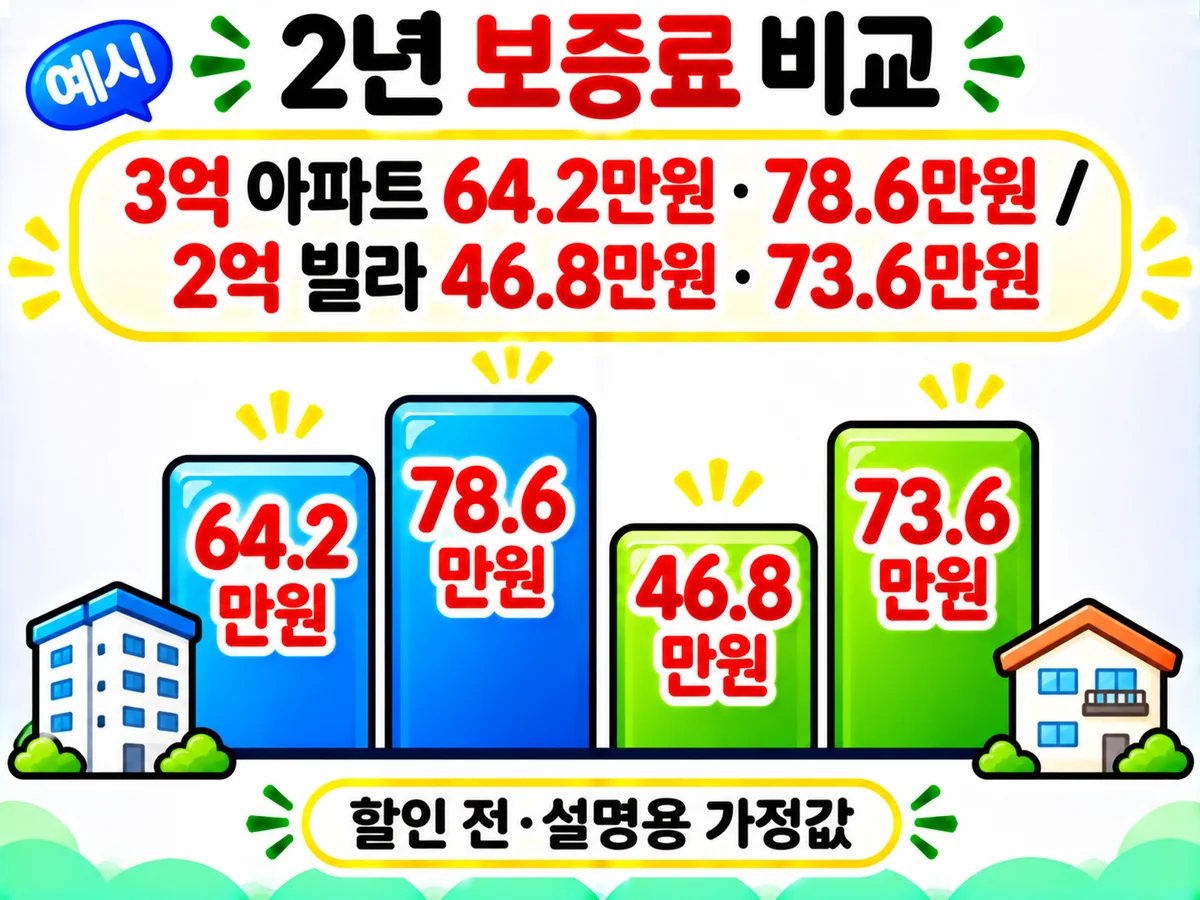 예시
2년 보증료 비교
3억 아파트 64.2만원·78.6만원 /
2억 빌라 46.8만원·73.6만원
64.2
만원
78.6
만원
46.8
만원
73.6
만원
할인 전·설명용 가정값